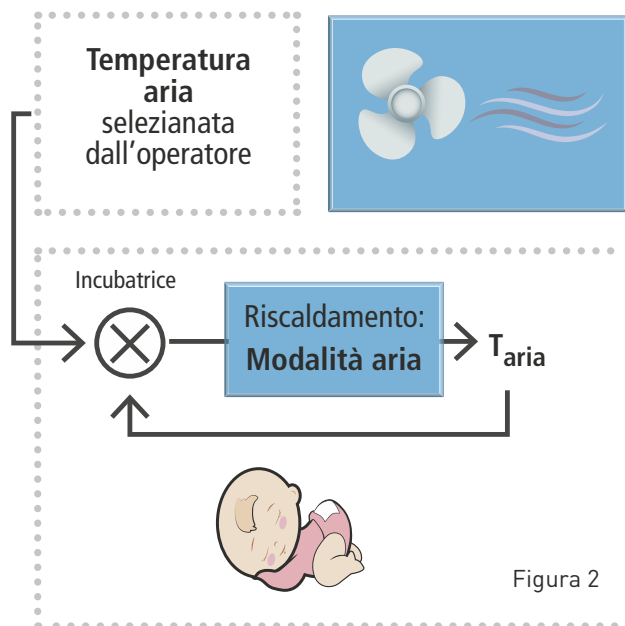 Temperatura
aria
selezianata
dall'operatore
Incubatrice
Riscaldamento:
Modalità aria
Taria
Figura 2